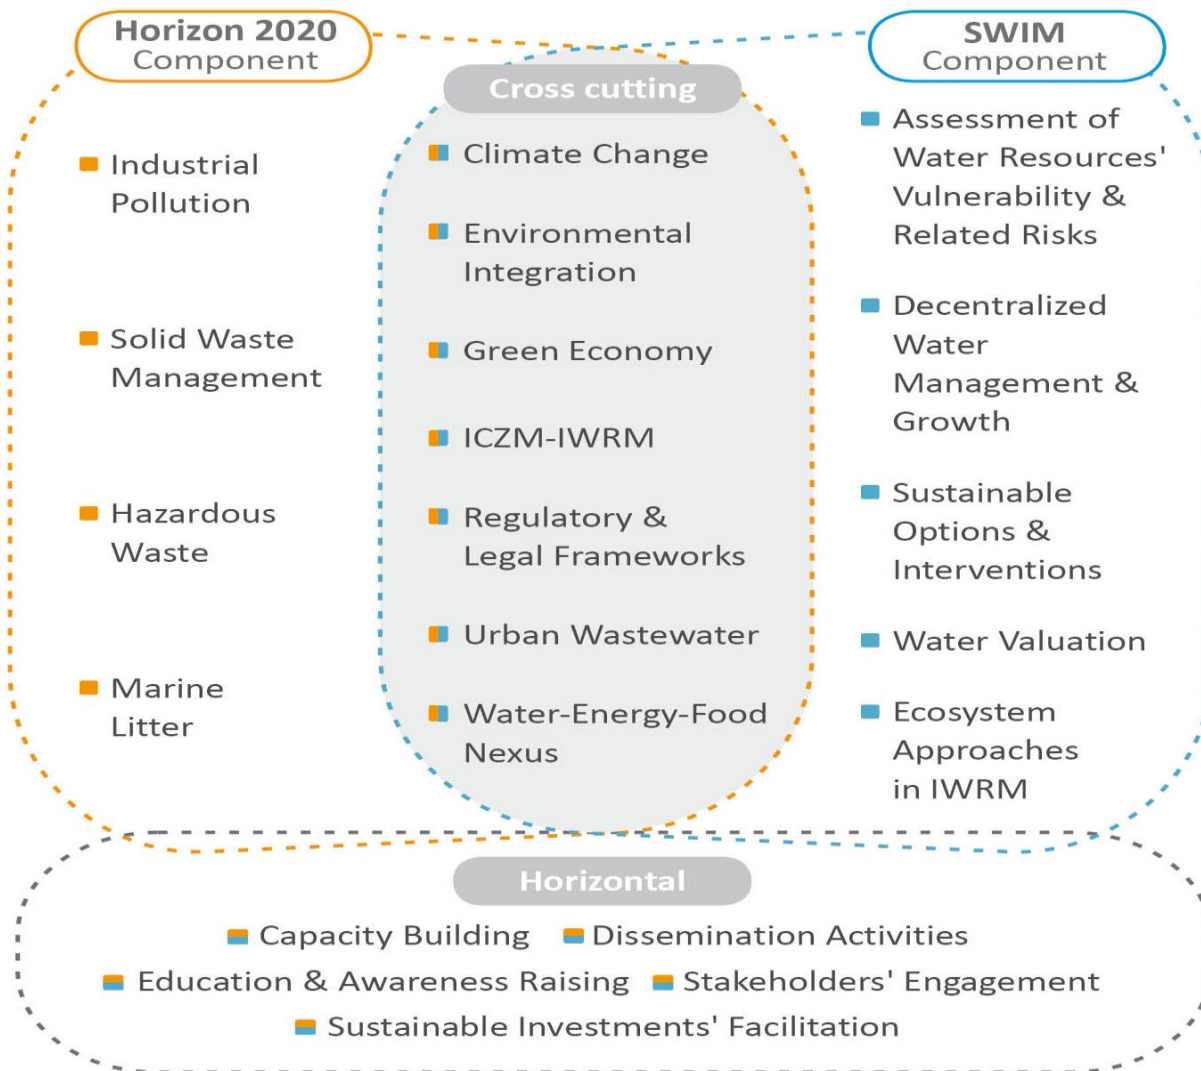 Horizon 2020
Component
Industrial
Pollution
Solid Waste
Management
Hazardous
Waste
Marine
Litter
Cross cutting
Climate Change
Environmental
Integration
Green Economy
ICZM-IWRM
Regulatory &
Legal Frameworks
Urban Wastewater
Water-Energy-Food
Nexus
SWIM
Component
Assessment of
Water Resources'
Vulnerability &
Related Risks
Decentralized
Water
Management &
Growth
Sustainable
Options &
Interventions
Water Valuation
Ecosystem
Approaches
in IWRM
Horizontal
Capacity Building Dissemination Activities
Education & Awareness Raising Stakeholders' Engagement
Sustainable Investments' Facilitation